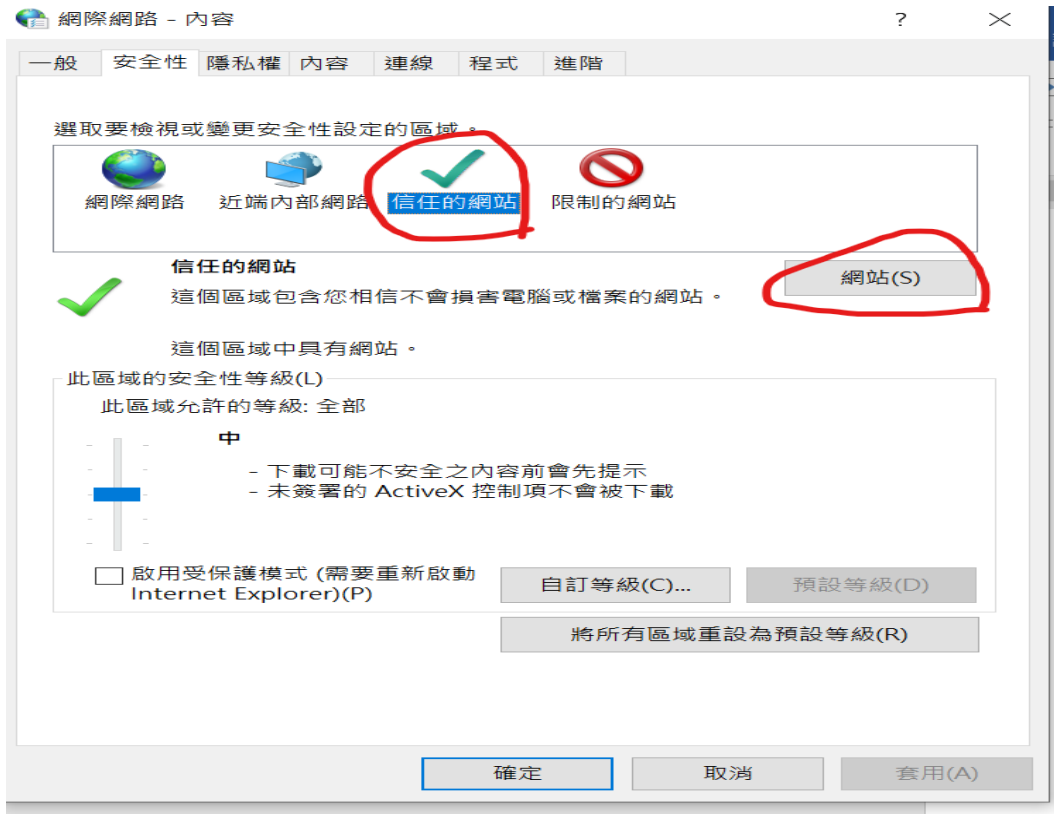 網際網路 - 內容
?
一般 安全性 隱私權 內容 連線 程式 進階
選取要檢視或變更安全性設定的區域。
網際網路 近端內部網路 信任的網站 限制的網站
信任的網站
網站(S)
這個區域包含您相信不會損害電腦或檔案的網站。
這個區域中具有網站。
此區域的安全性等級(L)
此區域允許的等級: 全部
中
- 下載可能不安全之內容前會先提示
- 未簽署的 ActiveX 控制項不會被下載
啟用受保護模式 (需要重新啟動
Internet Explorer)(P)
自訂等級(C)... 預設等級(D)
將所有區域重設為預設等級(R)
確定 取消 套用(A)